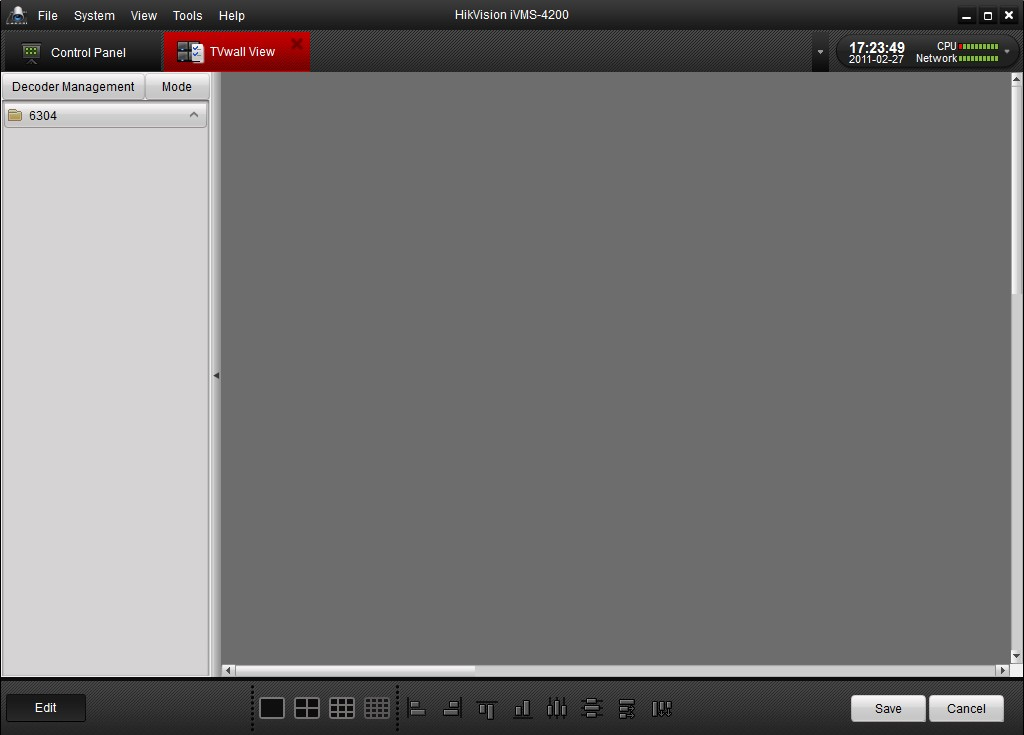 File System View Tools Help HikVision iVMS-4200
Control Panel TVwall View 17:23:49 CPU
2011-02-27 Network
Decoder Management Mode
6304
Edit Save Cancel